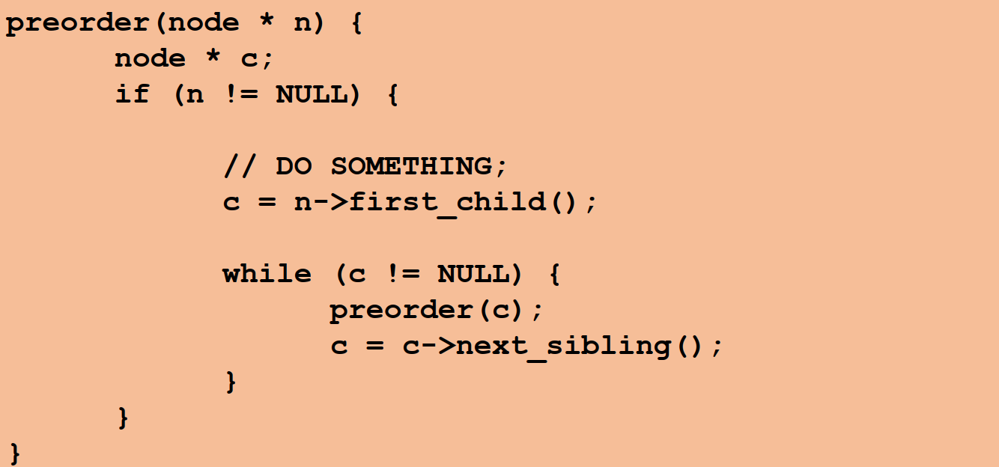 preorder(node * n) {
node * c;
if (n != NULL) {
// DO SOMETHING;
c = n->first_child();
while (c != NULL) {
preorder(c);
c = c->next_sibling();
}
}
}